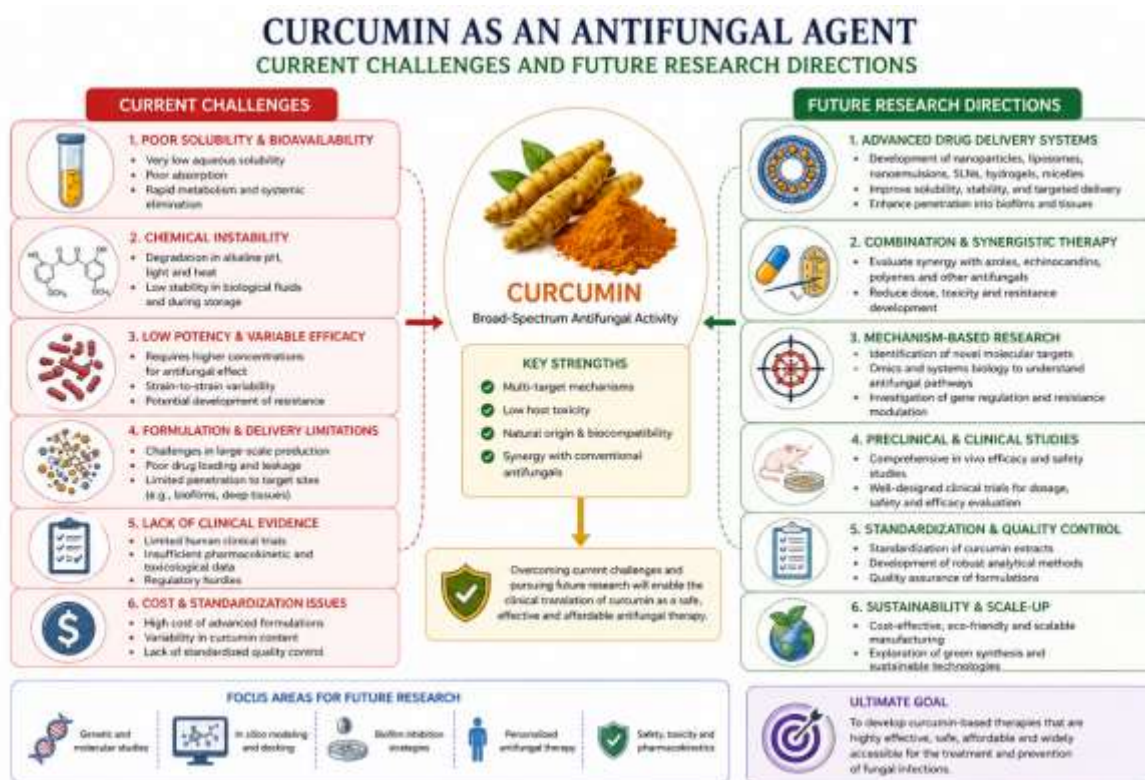 CURCUMIN AS AN ANTIFUNGAL AGENT
CURRENT CHALLENGES AND FUTURE RESEARCH DIRECTIONS
CURRENT CHALLENGES
1. POOR SOLUBILITY & BIOAVAILABILITY
• Very low aqueous solubility
• Poor absorption
• Rapid metabolism and systemic
elimination
2. CHEMICAL INSTABILITY
• Degradation in alkaline pH,
light and heat
• Low stability in biological fluids
and during storage
HO
OH
OCH₃
OCH₃
3. LOW POTENCY & VARIABLE EFFICACY
• Requires higher concentrations
for antifungal effect
• Strain-to-strain variability
• Potential development of resistance
4. FORMULATION & DELIVERY LIMITATIONS
• Challenges in large-scale production
• Poor drug loading and leakage
• Limited penetration to target sites
(e.g., biofilms, deep tissues)
5. LACK OF CLINICAL EVIDENCE
• Limited human clinical trials
• Insufficient pharmacokinetic and
toxicological data
• Regulatory hurdles
6. COST & STANDARDIZATION ISSUES
• High cost of advanced formulations
• Variability in curcumin content
• Lack of standardized quality control
$
CURCUMIN
Broad-Spectrum Antifungal Activity
KEY STRENGTHS
Multi-target mechanisms
Low host toxicity
Natural origin & biocompatibility
Synergy with conventional
antifungals
Overcoming current challenges and
pursuing future research will enable the
clinical translation of curcumin as a safe,
effective and affordable antifungal therapy.
FUTURE RESEARCH DIRECTIONS
1. ADVANCED DRUG DELIVERY SYSTEMS
• Development of nanoparticles, liposomes,
nanoemulsions, SLNs, hydrogels, micelles
• Improve solubility, stability, and targeted delivery
• Enhance penetration into biofilms and tissues
2. COMBINATION & SYNERGISTIC THERAPY
• Evaluate synergy with azoles, echinocandins,
polyenes and other antifungals
• Reduce dose, toxicity and resistance
development
3. MECHANISM-BASED RESEARCH
• Identification of novel molecular targets
• Omics and systems biology to understand
antifungal pathways
• Investigation of gene regulation and resistance
modulation
4. PRECLINICAL & CLINICAL STUDIES
• Comprehensive in vivo efficacy and safety
studies
• Well-designed clinical trials for dosage,
safety and efficacy evaluation
5. STANDARDIZATION & QUALITY CONTROL
• Standardization of curcumin extracts
• Development of robust analytical methods
• Quality assurance of formulations
6. SUSTAINABILITY & SCALE-UP
• Cost-effective, eco-friendly and scalable
manufacturing
• Exploration of green synthesis and
sustainable technologies
FOCUS AREAS FOR FUTURE RESEARCH
Genetic and
molecular studies
In silico modeling
and docking
Biofilm inhibition
strategies
Personalized
antifungal therapy
Safety, toxicity and
pharmacokinetics
ULTIMATE GOAL
To develop curcumin-based therapies that are
highly effective, safe, affordable and widely
accessible for the treatment and prevention
of fungal infections.